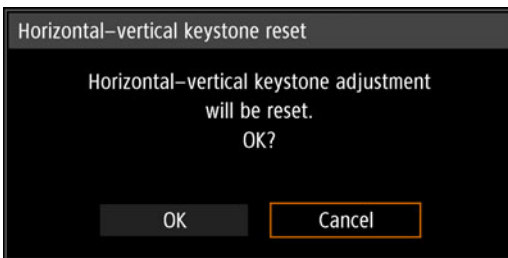 Horizontal–vertical keystone reset
Horizontal–vertical keystone adjustment
will be reset.
OK?
OK
Cancel